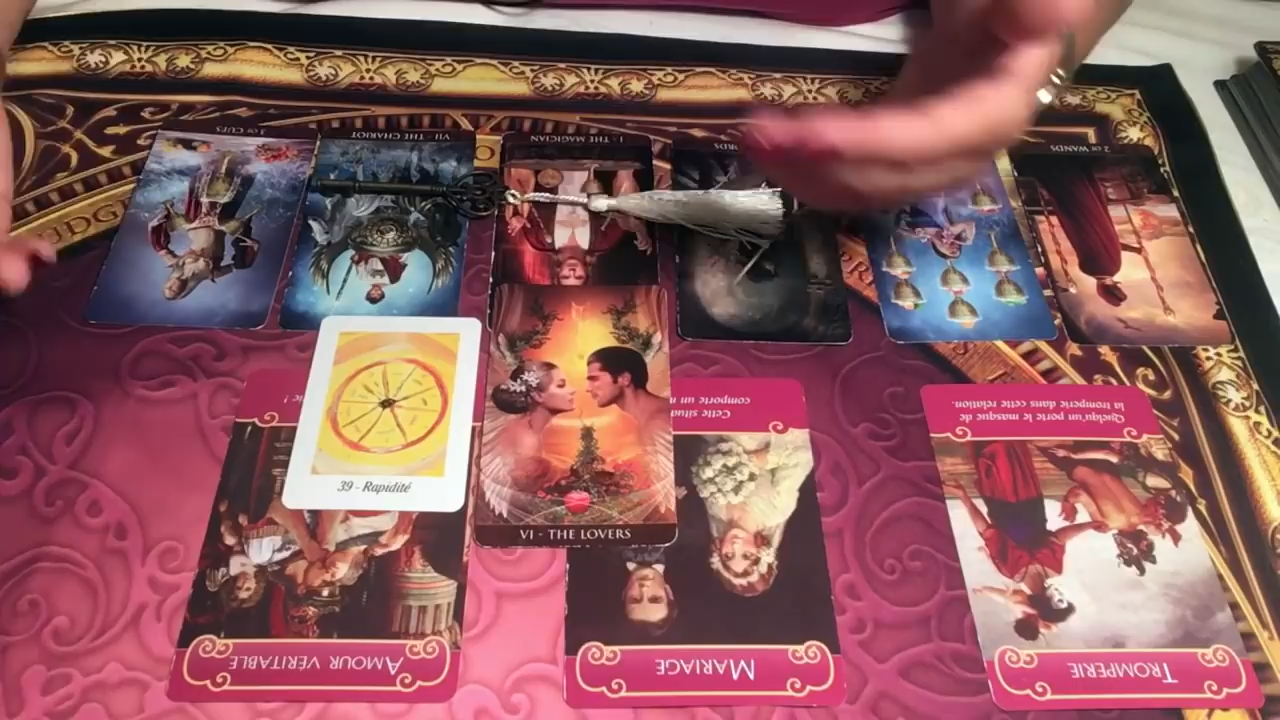 3 OF CUPS
VII - THE CHARIOT
I - THE MAGICIAN
2 OF WANDS
JUDG
39 - Rapidité
VI - THE LOVERS
Cette
comporte un
Quelqu'un porte le masque de
la tromperie dans cette relation.
AMOUR VÉRITABLE
MARIAGE
TROMPERIE